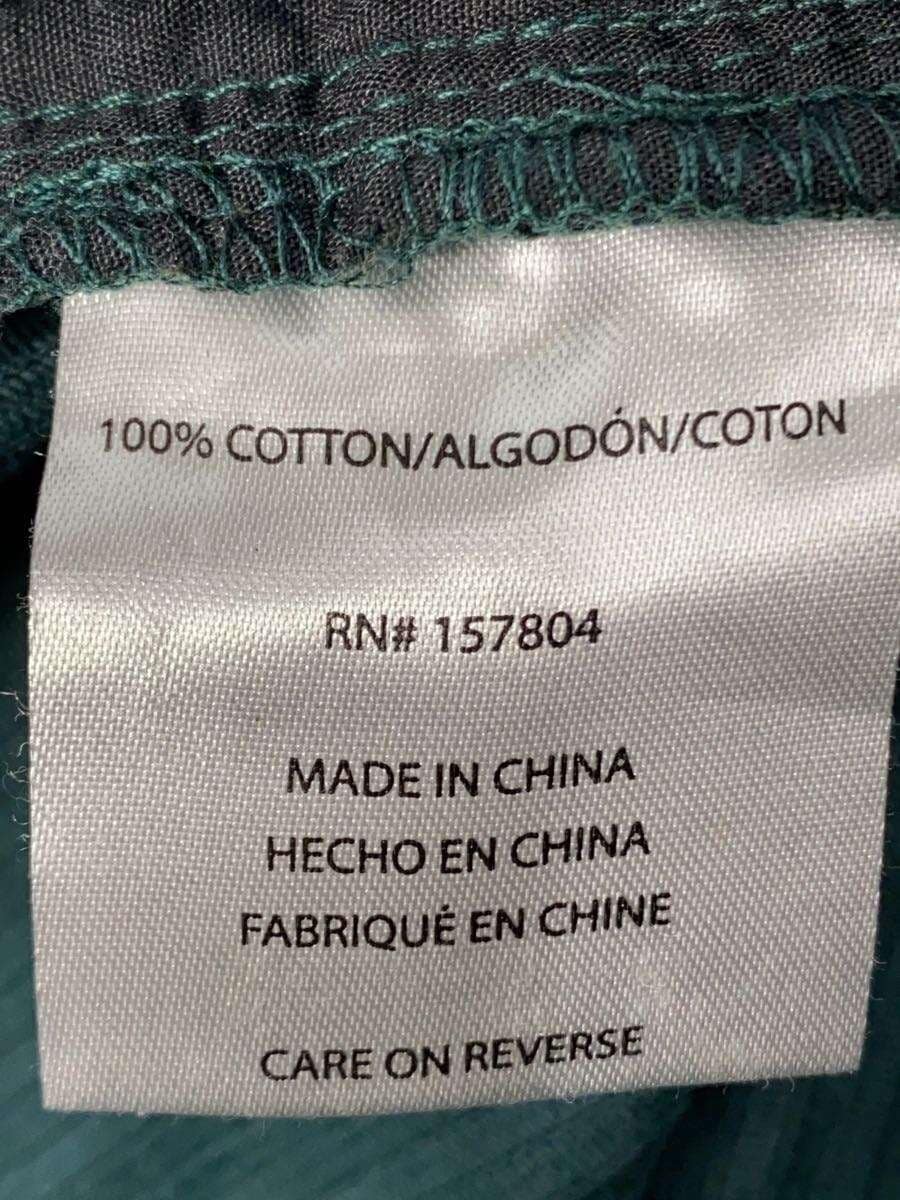 100% COTTON/ALGODÓN/COTON
RN# 157804
MADE IN CHINA
HECHO EN CHINA
FABRIQUÉ EN CHINE
CARE ON REVERSE